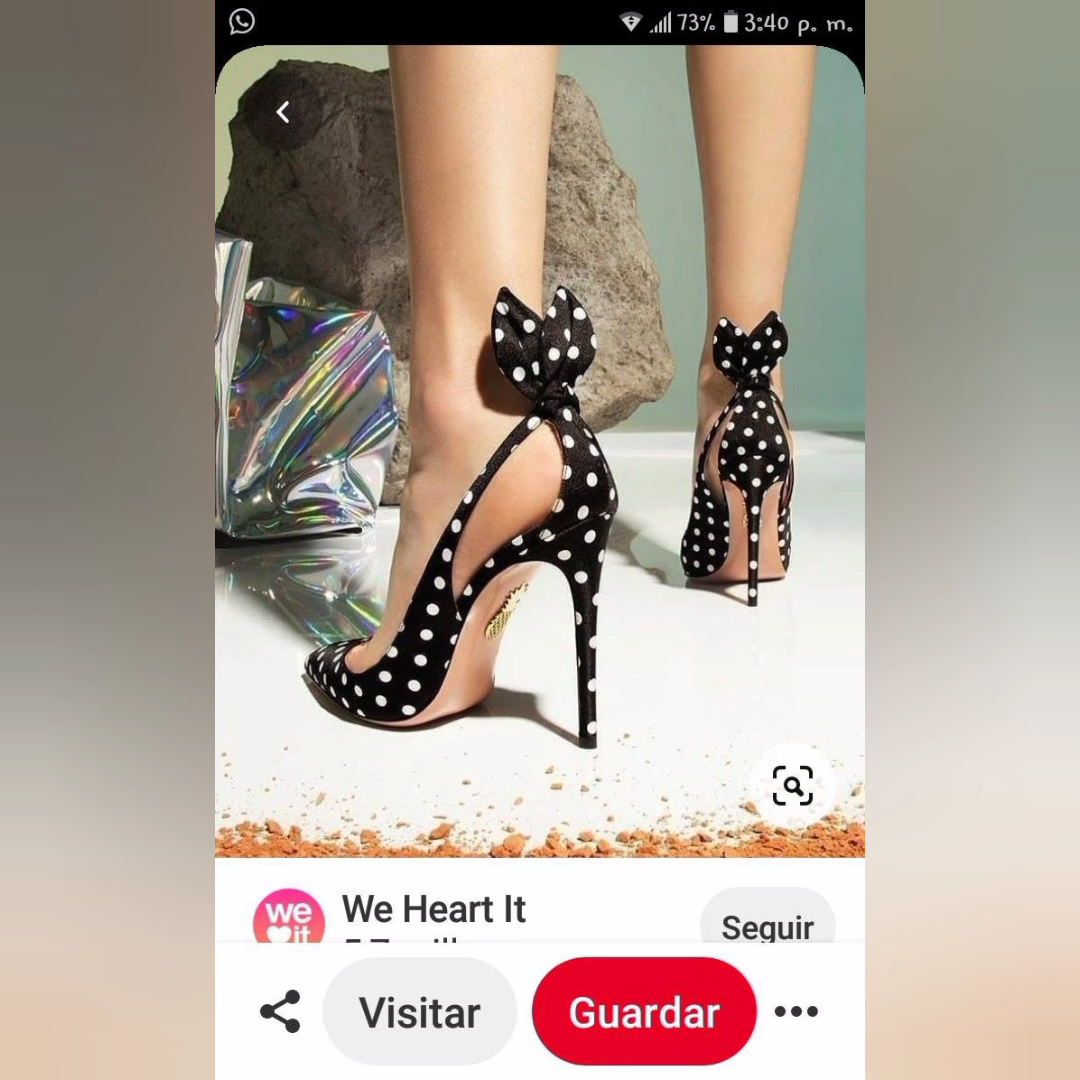 73% 3:40 p. m.
we
it
We Heart It
Seguir
Visitar
Guardar